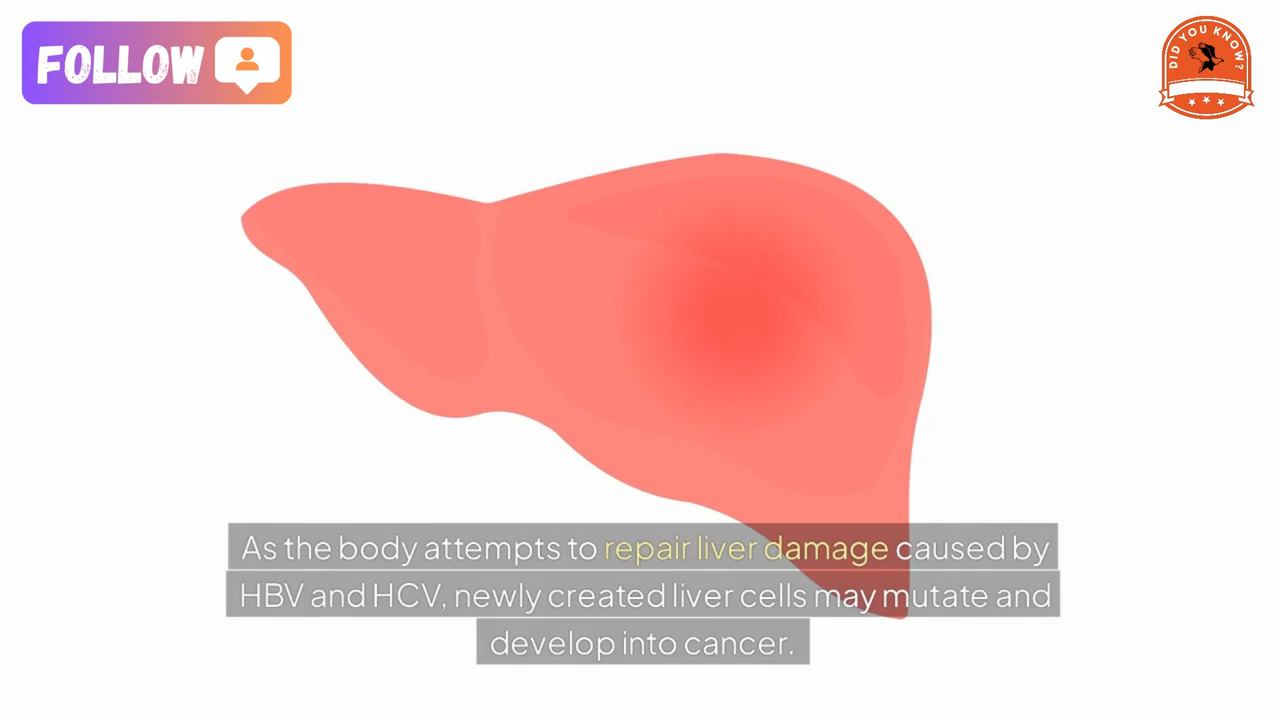 FOLLOW
DID YOU KNOW?
As the body attempts to repair liver damage caused by
HBV and HCV, newly created liver cells may mutate and
develop into cancer.